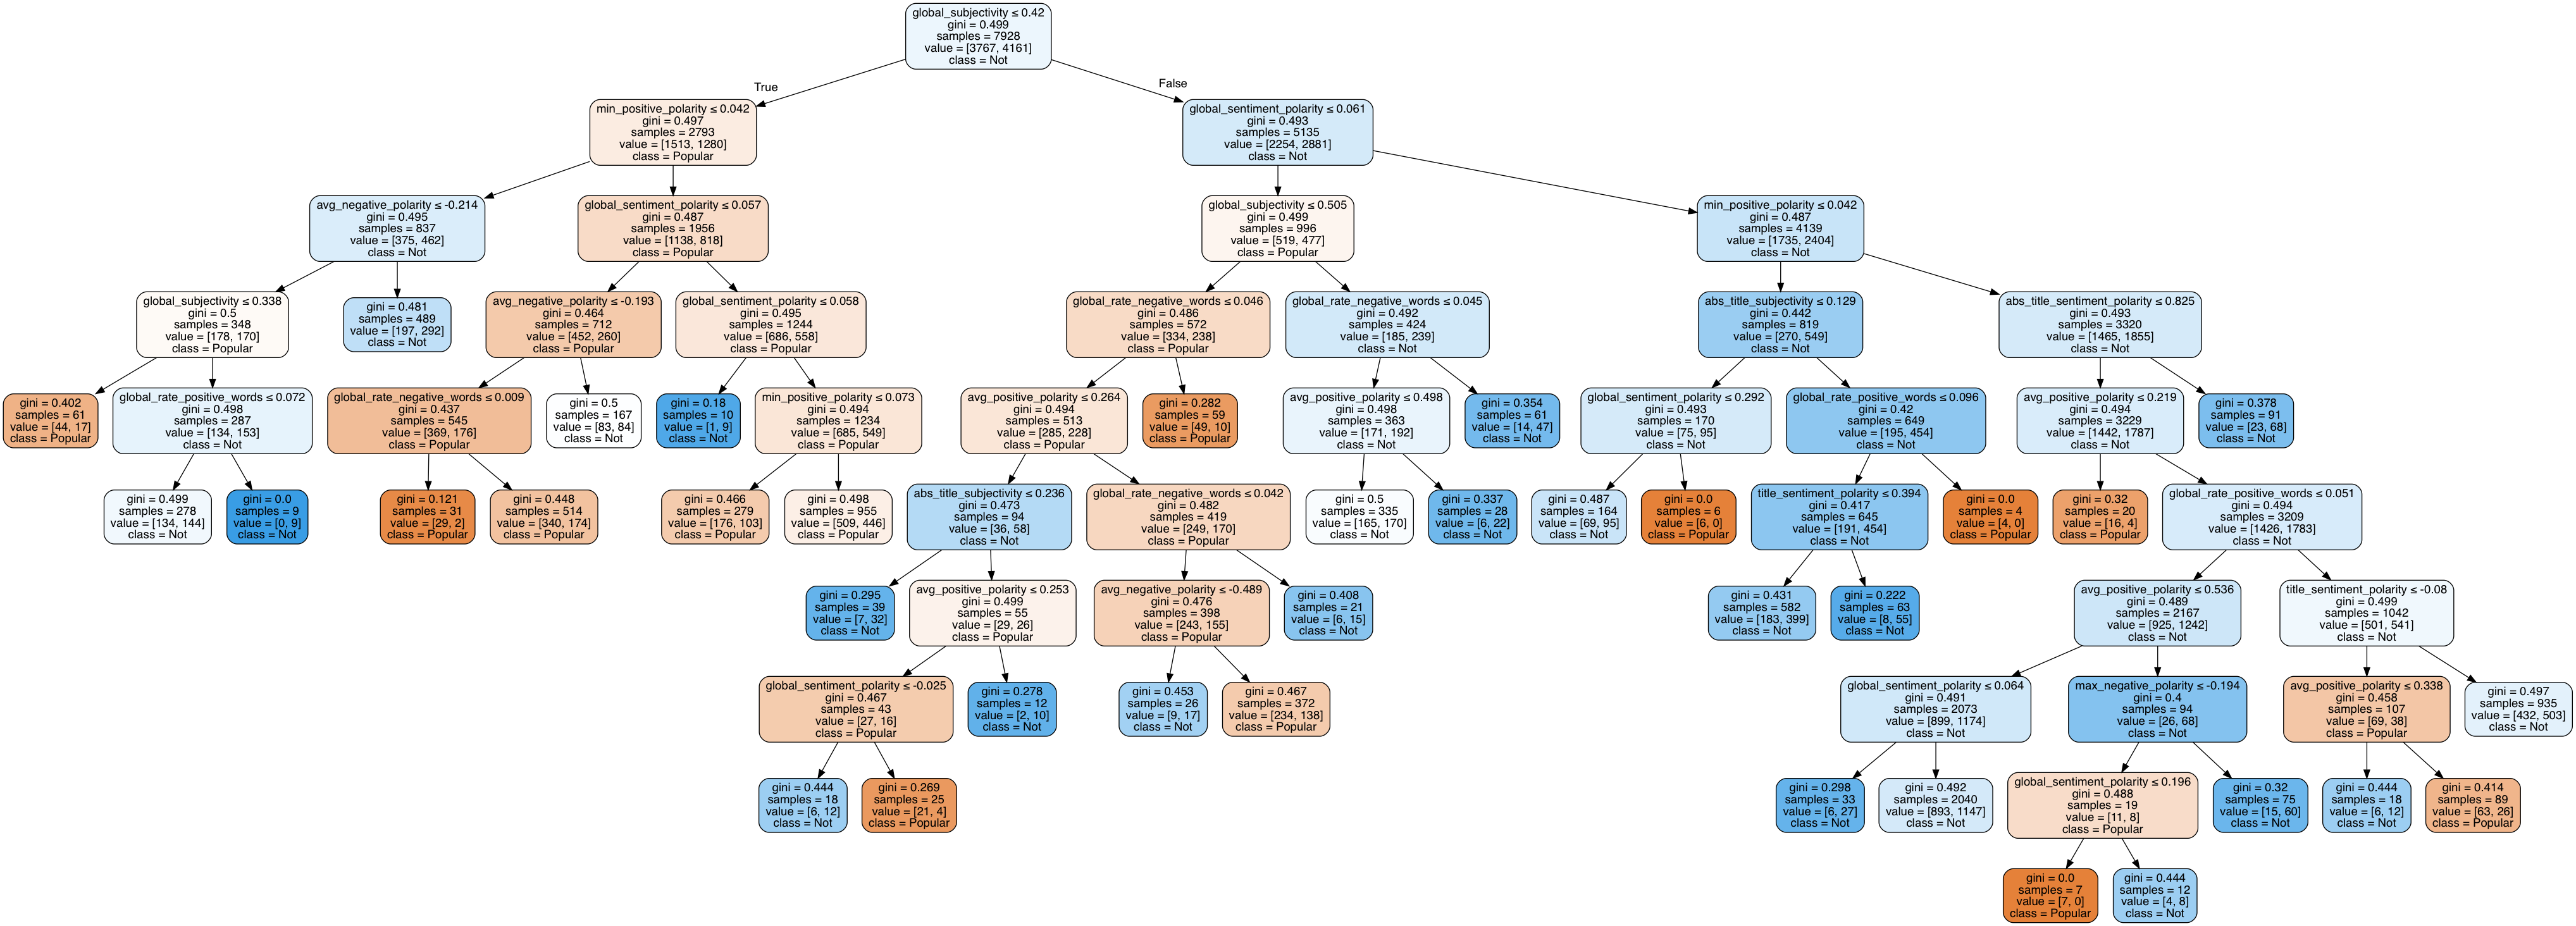 global_subjectivity ≤ 0.42
gini = 0.499
samples = 7928
value = [3767, 4161]
class = Not
True
False
min_positive_polarity ≤ 0.042
gini = 0.497
samples = 2793
value = [1513, 1280]
class = Popular
global_sentiment_polarity ≤ 0.061
gini = 0.493
samples = 5135
value = [2254, 2881]
class = Not
avg_negative_polarity ≤ -0.214
gini = 0.495
samples = 837
value = [375, 462]
class = Not
global_sentiment_polarity ≤ 0.057
gini = 0.487
samples = 1956
value = [1138, 818]
class = Popular
global_subjectivity ≤ 0.505
gini = 0.499
samples = 996
value = [519, 477]
class = Popular
min_positive_polarity ≤ 0.042
gini = 0.487
samples = 4139
value = [1735, 2404]
class = Not
global_subjectivity ≤ 0.338
gini = 0.5
samples = 348
value = [178, 170]
class = Popular
gini = 0.481
samples = 489
value = [197, 292]
class = Not
avg_negative_polarity ≤ -0.193
gini = 0.464
samples = 712
value = [452, 260]
class = Popular
global_sentiment_polarity ≤ 0.058
gini = 0.495
samples = 1244
value = [686, 558]
class = Popular
global_rate_negative_words ≤ 0.046
gini = 0.486
samples = 572
value = [334, 238]
class = Popular
global_rate_negative_words ≤ 0.045
gini = 0.492
samples = 424
value = [185, 239]
class = Not
abs_title_subjectivity ≤ 0.129
gini = 0.442
samples = 819
value = [270, 549]
class = Not
abs_title_sentiment_polarity ≤ 0.825
gini = 0.493
samples = 3320
value = [1465, 1855]
class = Not
gini = 0.402
samples = 61
value = [44, 17]
class = Popular
global_rate_positive_words ≤ 0.072
gini = 0.498
samples = 287
value = [134, 153]
class = Not
global_rate_negative_words ≤ 0.009
gini = 0.437
samples = 545
value = [369, 176]
class = Popular
gini = 0.5
samples = 167
value = [83, 84]
class = Not
gini = 0.18
samples = 10
value = [1, 9]
class = Not
min_positive_polarity ≤ 0.073
gini = 0.494
samples = 1234
value = [685, 549]
class = Popular
avg_positive_polarity ≤ 0.264
gini = 0.494
samples = 513
value = [285, 228]
class = Popular
gini = 0.282
samples = 59
value = [49, 10]
class = Popular
avg_positive_polarity ≤ 0.498
gini = 0.498
samples = 363
value = [171, 192]
class = Not
gini = 0.354
samples = 61
value = [14, 47]
class = Not
global_sentiment_polarity ≤ 0.292
gini = 0.493
samples = 170
value = [75, 95]
class = Not
global_rate_positive_words ≤ 0.096
gini = 0.42
samples = 649
value = [195, 454]
class = Not
avg_positive_polarity ≤ 0.219
gini = 0.494
samples = 3229
value = [1442, 1787]
class = Not
gini = 0.378
samples = 91
value = [23, 68]
class = Not
gini = 0.499
samples = 278
value = [134, 144]
class = Not
gini = 0.0
samples = 9
value = [0, 9]
class = Not
gini = 0.121
samples = 31
value = [29, 2]
class = Popular
gini = 0.448
samples = 514
value = [340, 174]
class = Popular
gini = 0.466
samples = 279
value = [176, 103]
class = Popular
gini = 0.498
samples = 955
value = [509, 446]
class = Popular
abs_title_subjectivity ≤ 0.236
gini = 0.473
samples = 94
value = [36, 58]
class = Not
global_rate_negative_words ≤ 0.042
gini = 0.482
samples = 419
value = [249, 170]
class = Popular
gini = 0.5
samples = 335
value = [165, 170]
class = Not
gini = 0.337
samples = 28
value = [6, 22]
class = Not
gini = 0.487
samples = 164
value = [69, 95]
class = Not
gini = 0.0
samples = 6
value = [6, 0]
class = Popular
title_sentiment_polarity ≤ 0.394
gini = 0.417
samples = 645
value = [191, 454]
class = Not
gini = 0.0
samples = 4
value = [4, 0]
class = Popular
gini = 0.32
samples = 20
value = [16, 4]
class = Popular
global_rate_positive_words ≤ 0.051
gini = 0.494
samples = 3209
value = [1426, 1783]
class = Not
gini = 0.295
samples = 39
value = [7, 32]
class = Not
avg_positive_polarity ≤ 0.253
gini = 0.499
samples = 55
value = [29, 26]
class = Popular
avg_negative_polarity ≤ -0.489
gini = 0.476
samples = 398
value = [243, 155]
class = Popular
gini = 0.408
samples = 21
value = [6, 15]
class = Not
gini = 0.431
samples = 582
value = [183, 399]
class = Not
gini = 0.222
samples = 63
value = [8, 55]
class = Not
avg_positive_polarity ≤ 0.536
gini = 0.489
samples = 2167
value = [925, 1242]
class = Not
title_sentiment_polarity ≤ -0.08
gini = 0.499
samples = 1042
value = [501, 541]
class = Not
global_sentiment_polarity ≤ -0.025
gini = 0.467
samples = 43
value = [27, 16]
class = Popular
gini = 0.278
samples = 12
value = [2, 10]
class = Not
gini = 0.453
samples = 26
value = [9, 17]
class = Not
gini = 0.467
samples = 372
value = [234, 138]
class = Popular
global_sentiment_polarity ≤ 0.064
gini = 0.491
samples = 2073
value = [899, 1174]
class = Not
max_negative_polarity ≤ -0.194
gini = 0.4
samples = 94
value = [26, 68]
class = Not
avg_positive_polarity ≤ 0.338
gini = 0.458
samples = 107
value = [69, 38]
class = Popular
gini = 0.497
samples = 935
value = [432, 503]
class = Not
gini = 0.444
samples = 18
value = [6, 12]
class = Not
gini = 0.269
samples = 25
value = [21, 4]
class = Popular
gini = 0.298
samples = 33
value = [6, 27]
class = Not
gini = 0.492
samples = 2040
value = [893, 1147]
class = Not
global_sentiment_polarity ≤ 0.196
gini = 0.488
samples = 19
value = [11, 8]
class = Popular
gini = 0.32
samples = 75
value = [15, 60]
class = Not
gini = 0.444
samples = 18
value = [6, 12]
class = Not
gini = 0.414
samples = 89
value = [63, 26]
class = Popular
gini = 0.0
samples = 7
value = [7, 0]
class = Popular
gini = 0.444
samples = 12
value = [4, 8]
class = Not